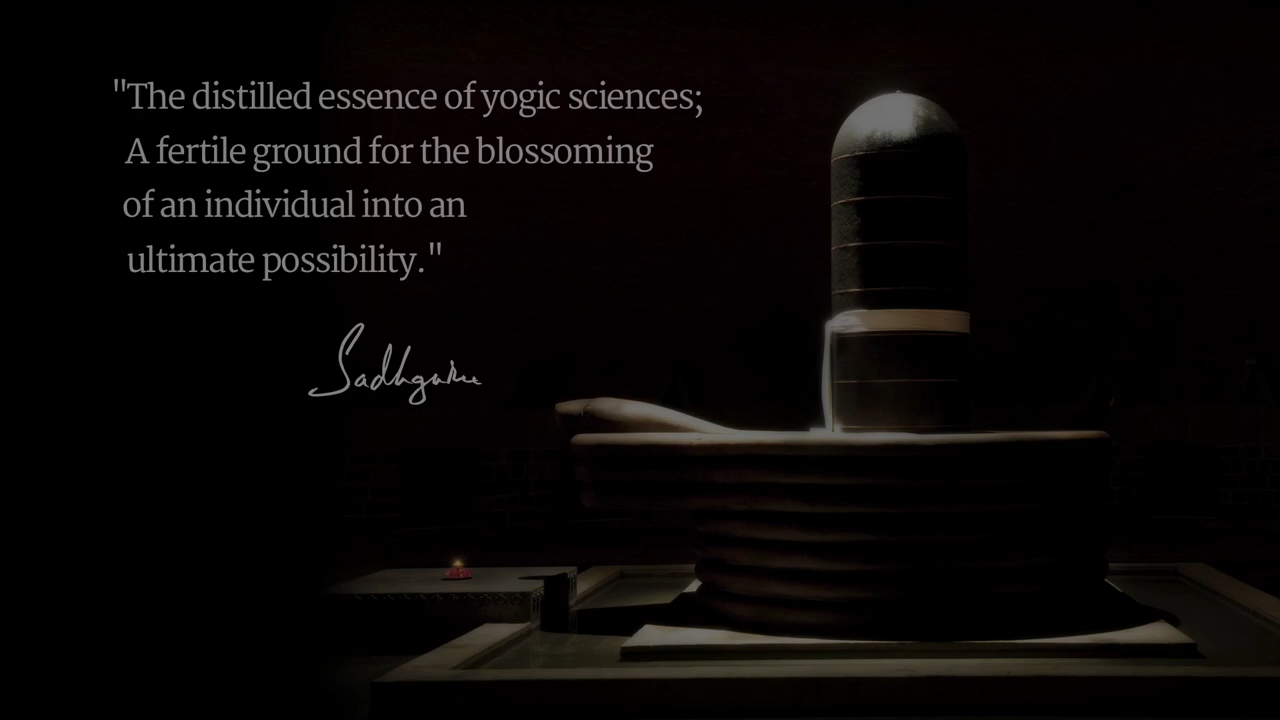 "The distilled essence of yogic sciences;
A fertile ground for the blossoming
of an individual into an
ultimate possibility."
Sadhguru